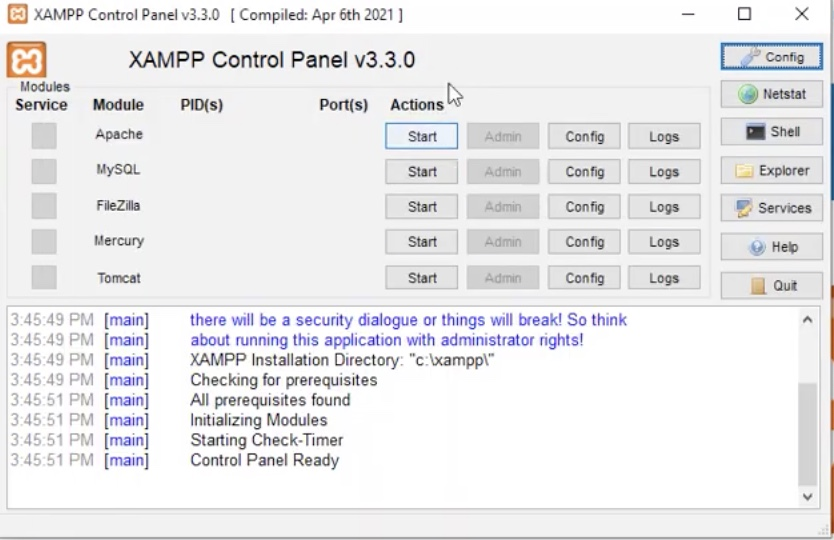 XAMPP Control Panel v3.3.0 [ Compiled: Apr 6th 2021 ]
XAMPP Control Panel v3.3.0
Config
Modules
Service Module PID(s) Port(s) Actions
Netstat
Apache Start Admin Config Logs
Shell
MySQL Start Admin Config Logs
Explorer
FileZilla Start Admin Config Logs
Services
Mercury Start Admin Config Logs
Help
Tomcat Start Admin Config Logs
Quit
3:45:49 PM [main] there will be a security dialogue or things will break! So think
3:45:49 PM [main] about running this application with administrator rights!
3:45:49 PM [main] XAMPP Installation Directory: "c:\xampp\"
3:45:49 PM [main] Checking for prerequisites
3:45:51 PM [main] All prerequisites found
3:45:51 PM [main] Initializing Modules
3:45:51 PM [main] Starting Check-Timer
3:45:51 PM [main] Control Panel Ready